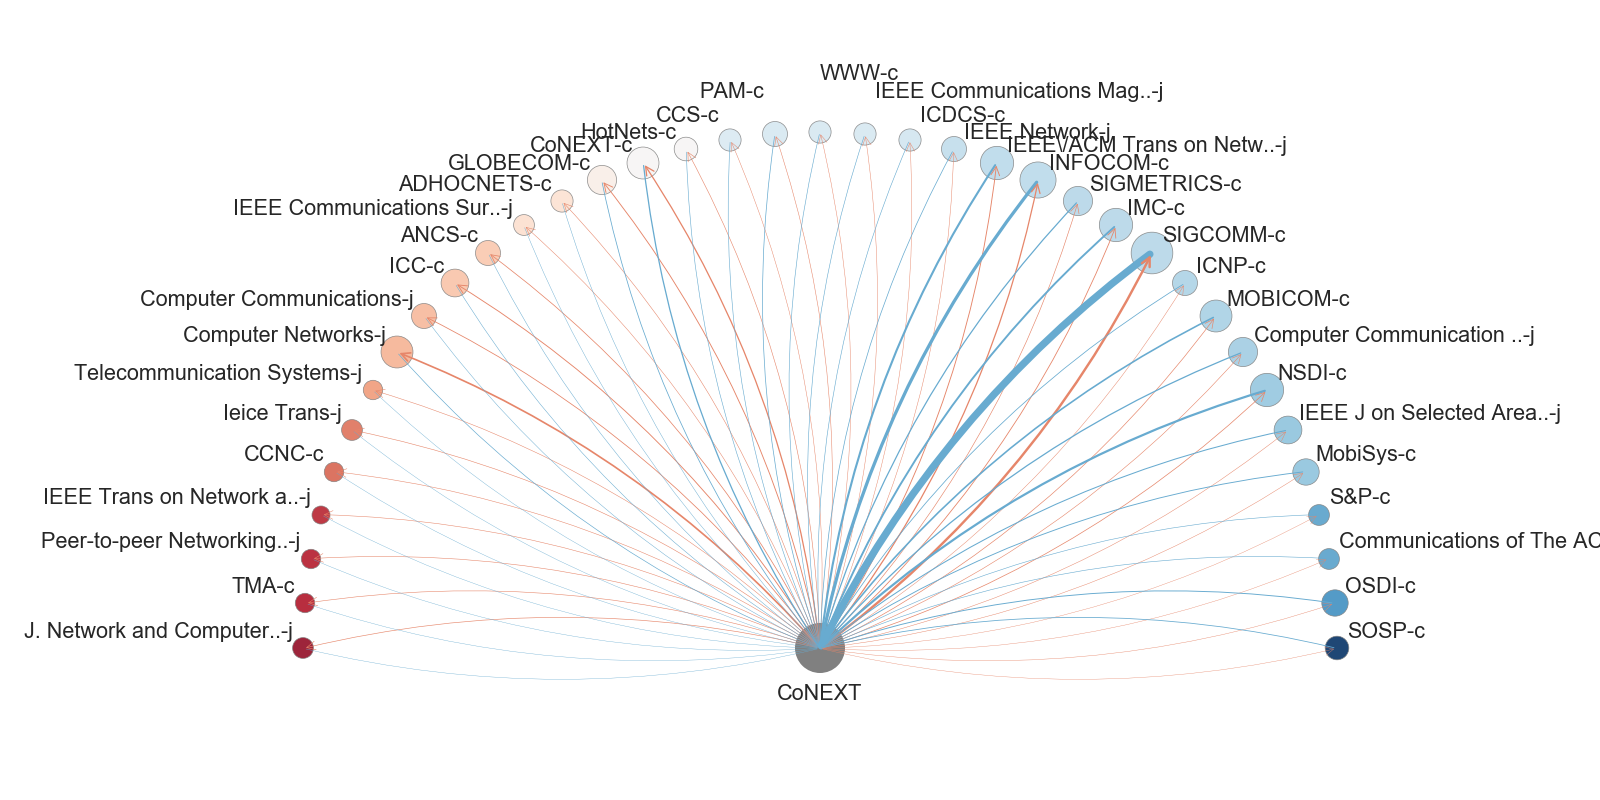 WWW-c
PAM-c
IEEE Communications Mag..-j
CCS-c
ICDCS-c
HotNets-c
IEEE Network-j
CoNEXT-c
IEEE\/ACM Trans on Netw..-j
GLOBECOM-c
INFOCOM-c
ADHOCNETS-c
SIGMETRICS-c
IEEE Communications Sur..-j
IMC-c
ANCS-c
SIGCOMM-c
ICC-c
ICNP-c
Computer Communications-j
MOBICOM-c
Computer Networks-j
Computer Communication ..-j
Telecommunication Systems-j
NSDI-c
Ieice Trans-j
IEEE J on Selected Area..-j
CCNC-c
MobiSys-c
IEEE Trans on Network a..-j
S&P-c
Peer-to-peer Networking..-j
Communications of The AC
TMA-c
OSDI-c
J. Network and Computer..-j
SOSP-c
CoNEXT